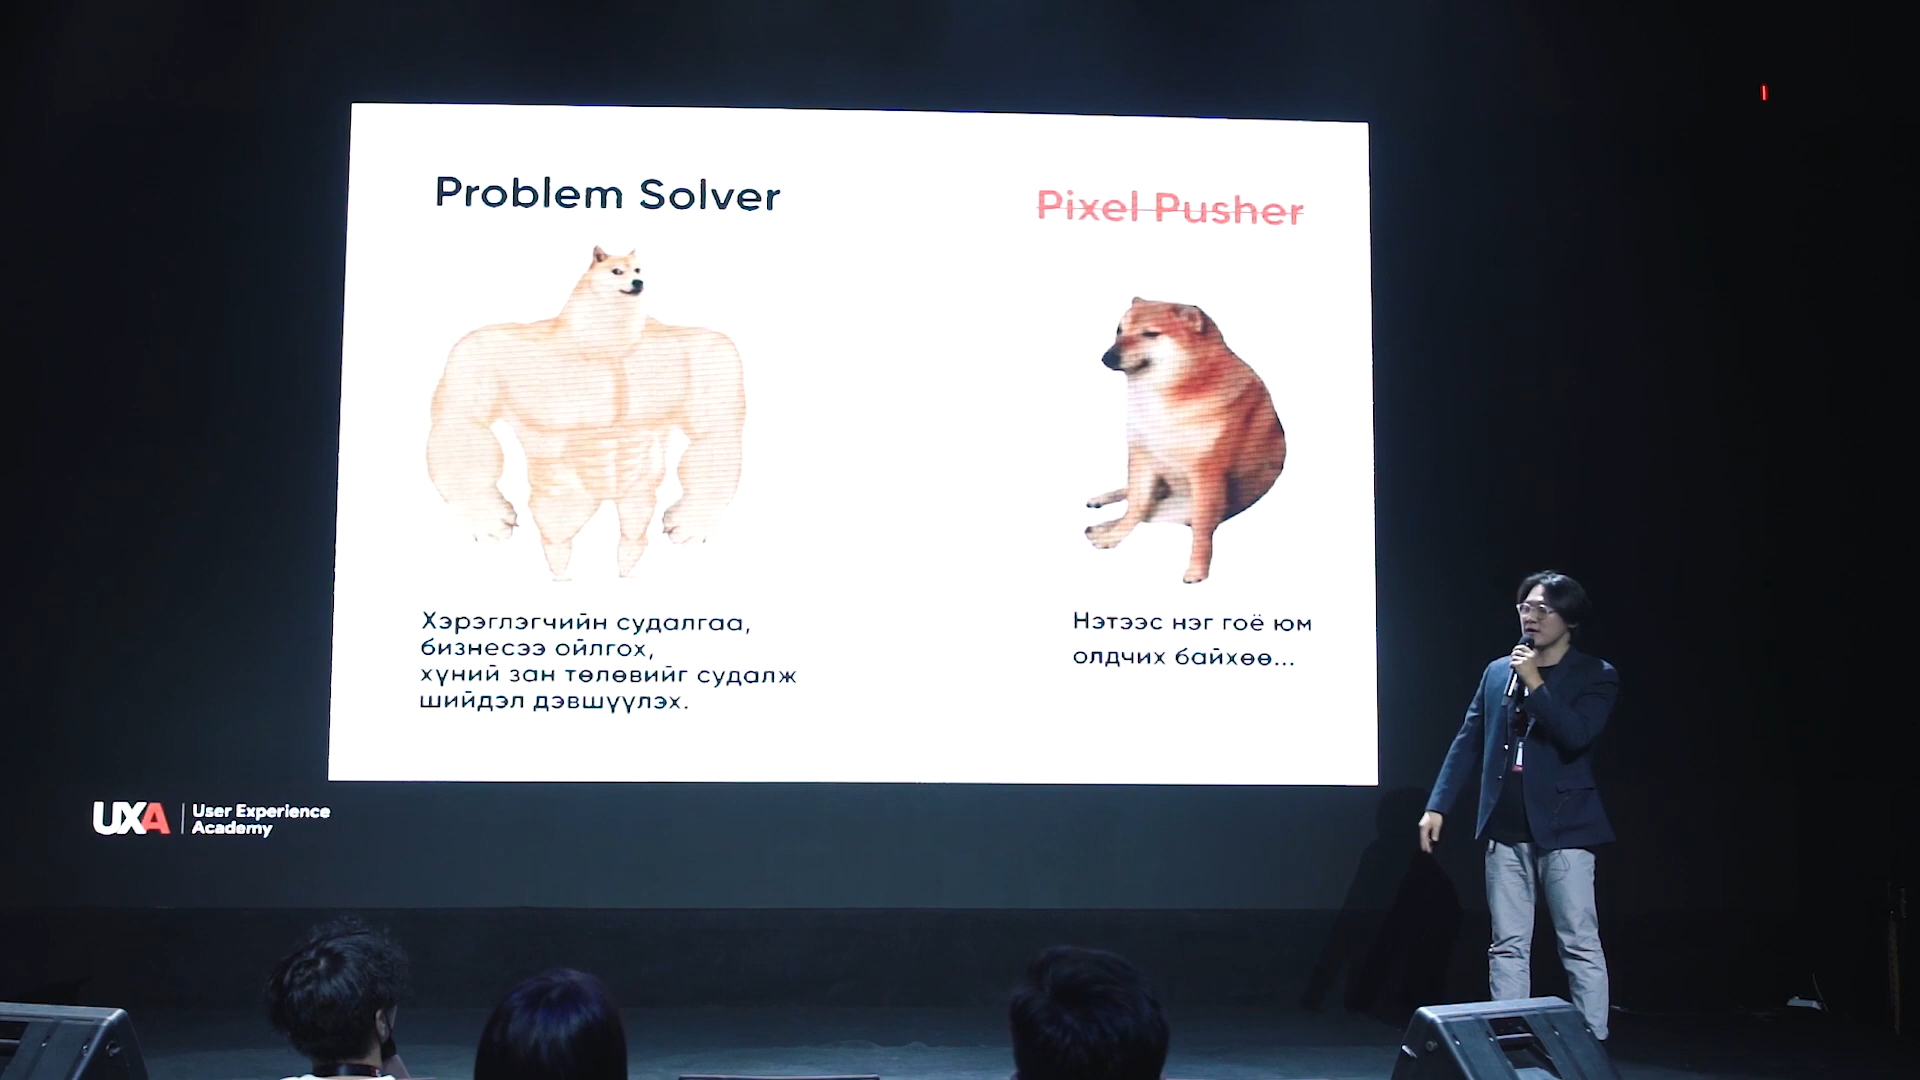 Problem Solver
Pixel Pusher
Хэрэглэгчийн судалгаа,
бизнесээ ойлгох,
хүний зан төлөвийг судалж
шийдэл дэвшүүлэх.
Нэтээс нэг гоё юм
олдчих байхөө...
UXA
User Experience
Academy